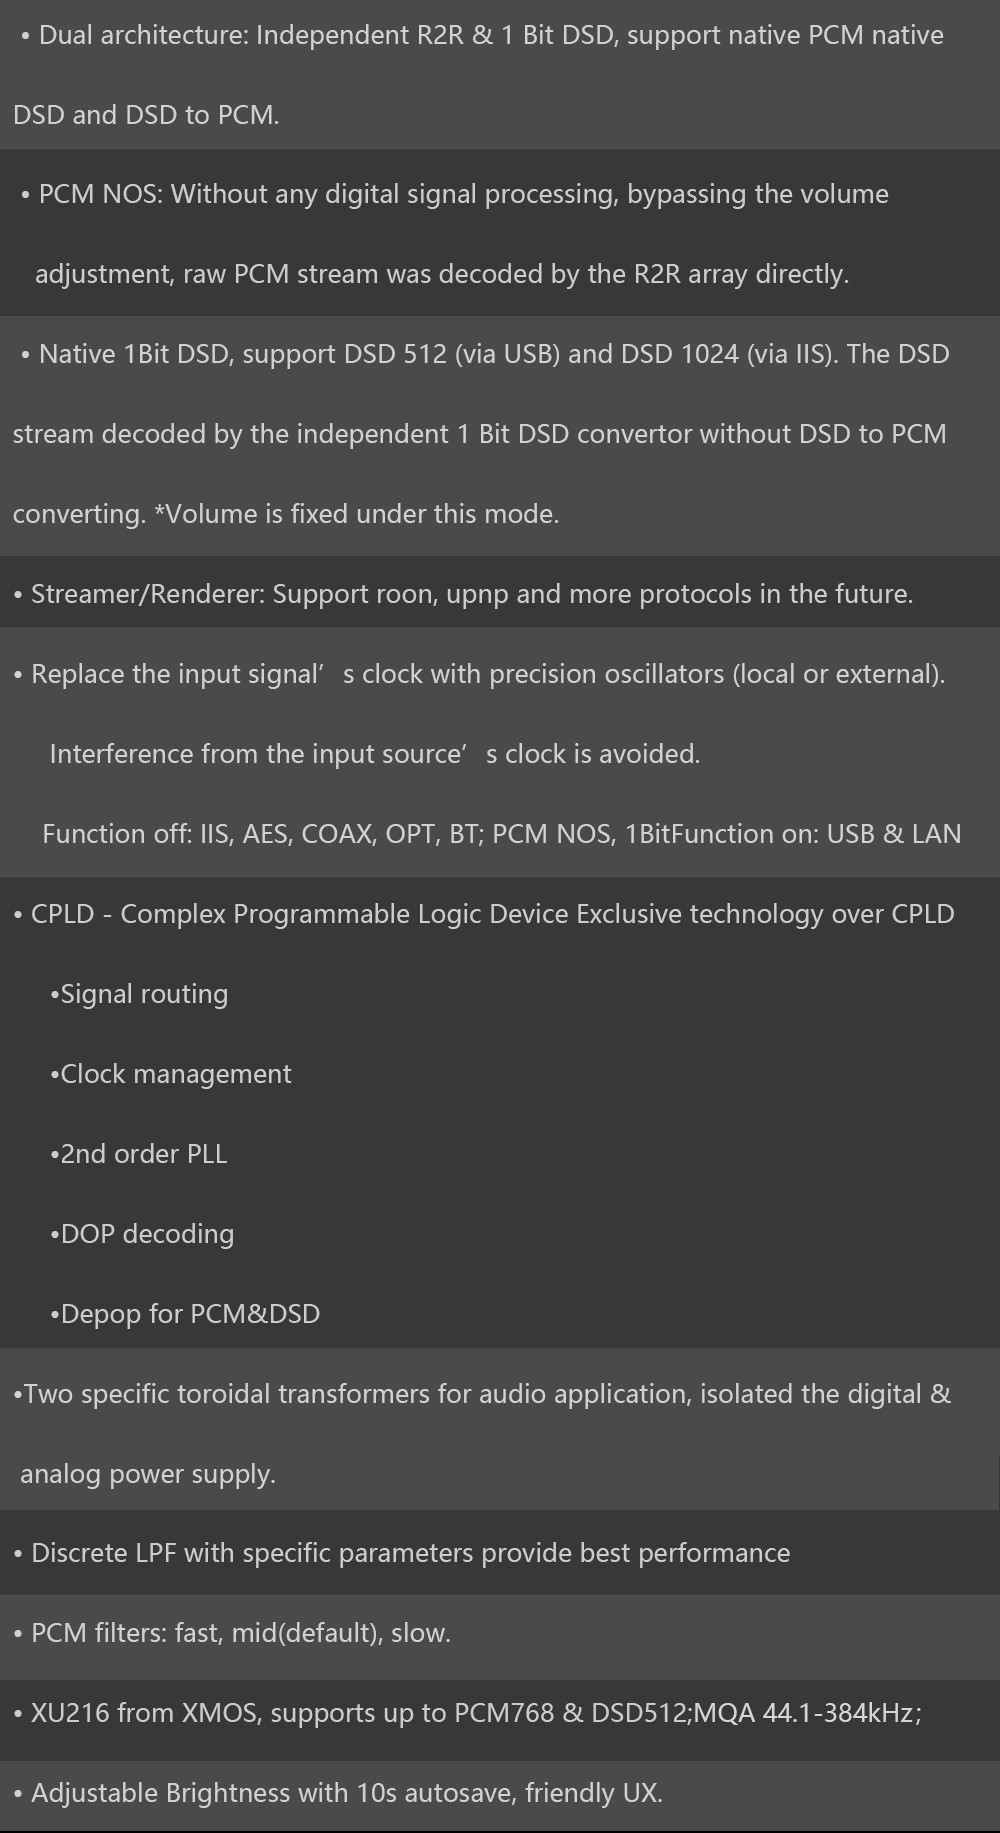 • Dual architecture: Independent R2R & 1 Bit DSD, support native PCM native
DSD and DSD to PCM.
• PCM NOS: Without any digital signal processing, bypassing the volume
adjustment, raw PCM stream was decoded by the R2R array directly.
• Native 1Bit DSD, support DSD 512 (via USB) and DSD 1024 (via IIS). The DSD
stream decoded by the independent 1 Bit DSD convertor without DSD to PCM
converting. *Volume is fixed under this mode.
• Streamer/Renderer: Support roon, upnp and more protocols in the future.
• Replace the input signal’ s clock with precision oscillators (local or external).
Interference from the input source’ s clock is avoided.
Function off: IIS, AES, COAX, OPT, BT; PCM NOS, 1BitFunction on: USB & LAN
• CPLD - Complex Programmable Logic Device Exclusive technology over CPLD
•Signal routing
•Clock management
•2nd order PLL
•DOP decoding
•Depop for PCM&DSD
•Two specific toroidal transformers for audio application, isolated the digital &
analog power supply.
• Discrete LPF with specific parameters provide best performance
• PCM filters: fast, mid(default), slow.
• XU216 from XMOS, supports up to PCM768 & DSD512;MQA 44.1-384kHz;
• Adjustable Brightness with 10s autosave, friendly UX.